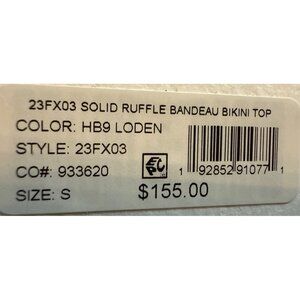 23FX03 SOLID RUFFLE BANDEAU BIKINI TOP
COLOR: HB9 LODEN
STYLE: 23FX03
CO#: 933620
SIZE: S
1 92852 91077 1
$155.00